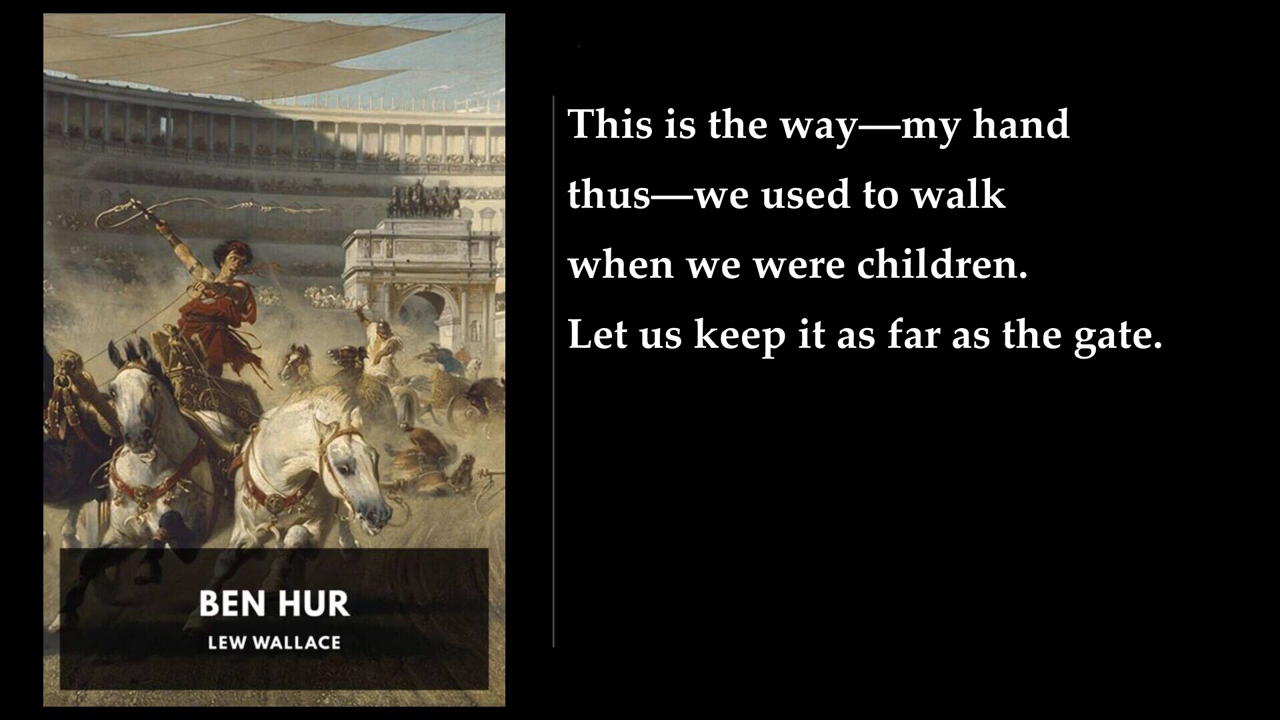 BEN HUR
LEW WALLACE
This is the way—my hand
thus—we used to walk
when we were children.
Let us keep it as far as the gate.